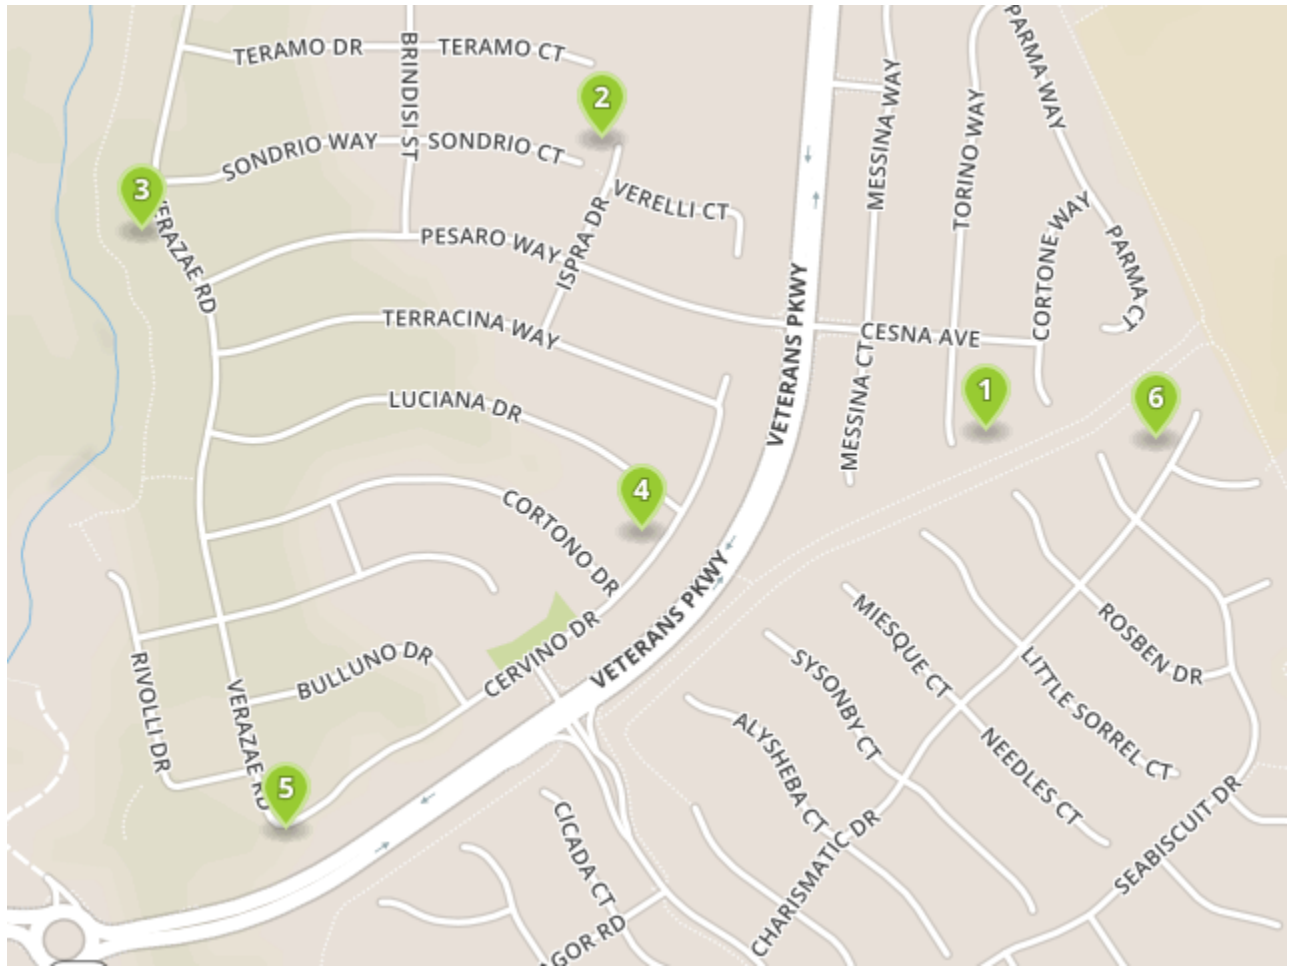 TERAMO DR
BRINDISI ST
TERAMO CT
PARMA WAY
MESSINA WAY
TORINO WAY
2
SONDRIO WAY
SONDRIO CT
3
VERELLI CT
CORTONE WAY
VERAZAE RD
ISPRA DR
PESARO WAY
PARMA CT
TERRACINA WAY
VETERANS PKWY
CESNA AVE
MESSINA CT
LUCIANA DR
1
6
4
CORTONO DR
VETERANS PKWY
CERVINO DR
MIESQUE CT
ROSBEN DR
BULLUNO DR
RIVOLLI DR
VERAZAE RD
SYSONBY CT
LITTLE SORREL CT
ALYSHEBA CT
NEEDLES CT
5
CICADA CT
CHARISMATIC DR
SEABISCUIT DR
AGOR RD